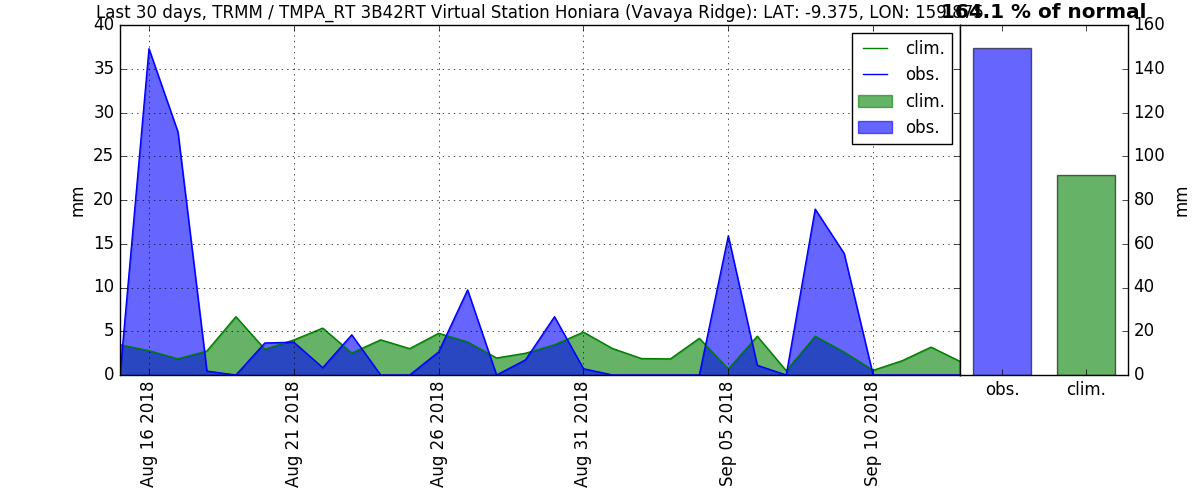 Last 30 days, TRMM / TMPA_RT 3B42RT Virtual Station Honiara (Vavaya Ridge): LAT: -9.375, LON:
164.1 % of normal
40
35
30
25
20
15
10
5
0
mm
clim.
obs.
clim.
obs.
160
140
120
100
80
60
40
20
0
mm
Aug 16 2018
Aug 21 2018
Aug 26 2018
Aug 31 2018
Sep 05 2018
Sep 10 2018
obs.
clim.